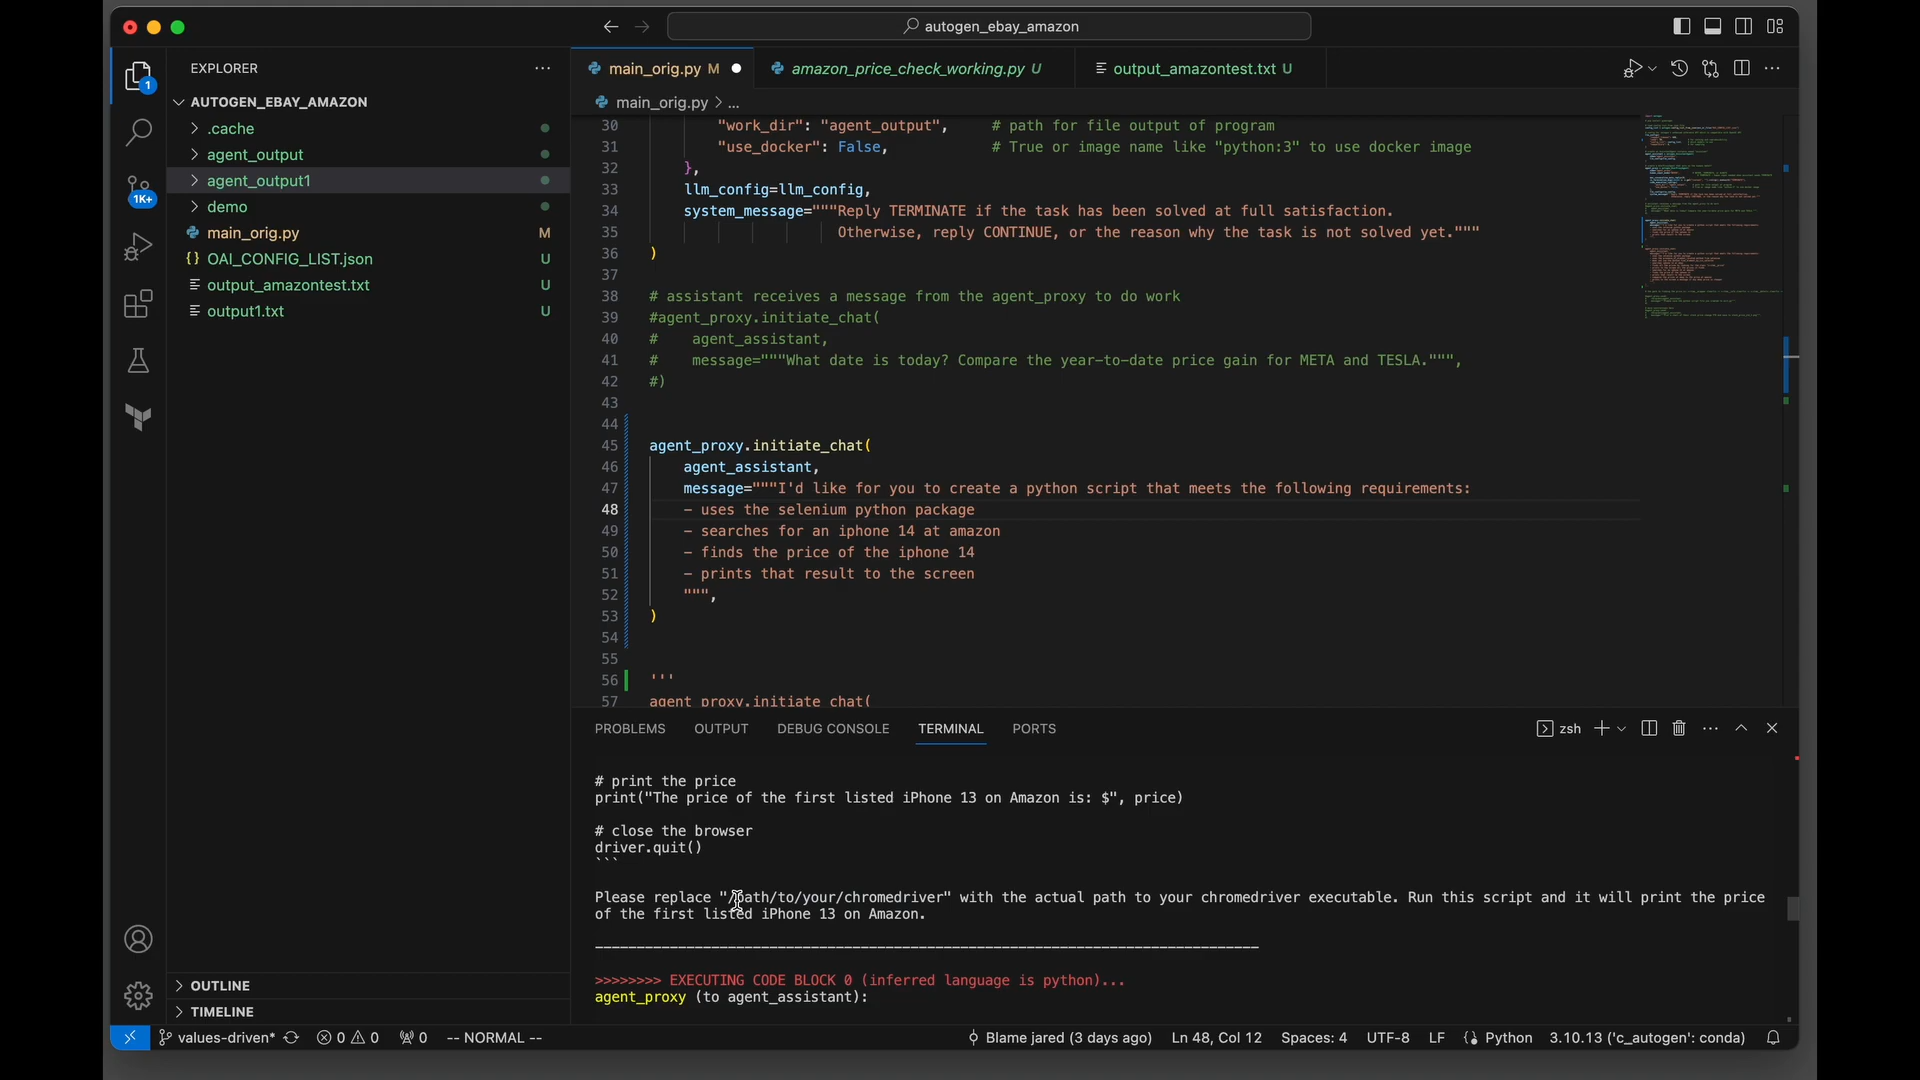 autogen_ebay_amazon
EXPLORER
AUTOGEN_EBAY_AMAZON
.cache
agent_output
agent_output1
demo
main_orig.py M
OAI_CONFIG_LIST.json U
output_amazontest.txt U
output1.txt U
OUTLINE
TIMELINE
1
1K+
main_orig.py M
amazon_price_check_working.py U
output_amazontest.txt U
main_orig.py > ...
30 "work_dir": "agent_output", # path for file output of program
31 "use_docker": False, # True or image name like "python:3" to use docker image
32 },
33 llm_config=llm_config,
34 system_message="""Reply TERMINATE if the task has been solved at full satisfaction.
35 Otherwise, reply CONTINUE, or the reason why the task is not solved yet."""
36 )
37
38 # assistant receives a message from the agent_proxy to do work
39 #agent_proxy.initiate_chat(
40 # agent_assistant,
41 # message="""What date is today? Compare the year-to-date price gain for META and TESLA.""",
42 #)
43
44
45 agent_proxy.initiate_chat(
46 agent_assistant,
47 message="""I'd like for you to create a python script that meets the following requirements:
48 - uses the selenium python package
49 - searches for an iphone 14 at amazon
50 - finds the price of the iphone 14
51 - prints that result to the screen
52 """,
53 )
54
55
56 '''
57 agent_proxy.initiate_chat(
PROBLEMS OUTPUT DEBUG CONSOLE TERMINAL PORTS
zsh
# print the price
print("The price of the first listed iPhone 13 on Amazon is: $", price)
# close the browser
driver.quit()
```
Please replace "/path/to/your/chromedriver" with the actual path to your chromedriver executable. Run this script and it will print the price
of the first listed iPhone 13 on Amazon.
--------------------------------------------------------------------------------
>>>>>>>> EXECUTING CODE BLOCK 0 (inferred language is python)...
agent_proxy (to agent_assistant):
values-driven* 0 0 0 -- NORMAL -- Blame jared (3 days ago) Ln 48, Col 12 Spaces: 4 UTF-8 LF Python 3.10.13 ('c_autogen': conda)